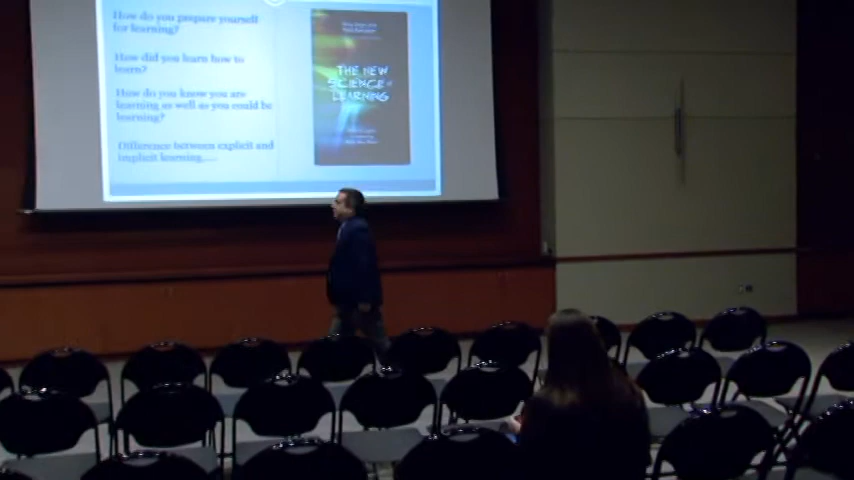 How do you prepare yourself
for learning?
How did you learn how to
learn?
How do you know you are
learning as well as you could be
learning?
Difference between explicit and
implicit learning....
THE NEW
SCIENCE OF
LEARNING